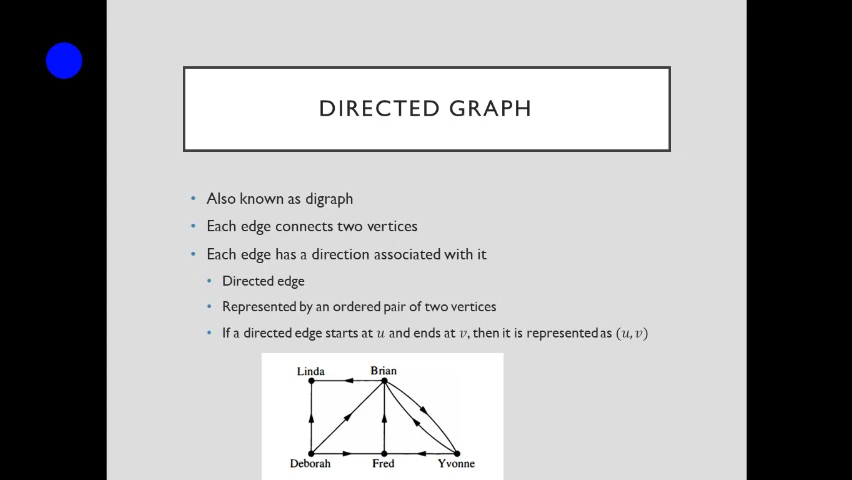 DIRECTED GRAPH
• Also known as digraph
• Each edge connects two vertices
• Each edge has a direction associated with it
• Directed edge
• Represented by an ordered pair of two vertices
• If a directed edge starts at u and ends at v, then it is represented as (u, v)
Linda Brian
Deborah Fred Yvonne